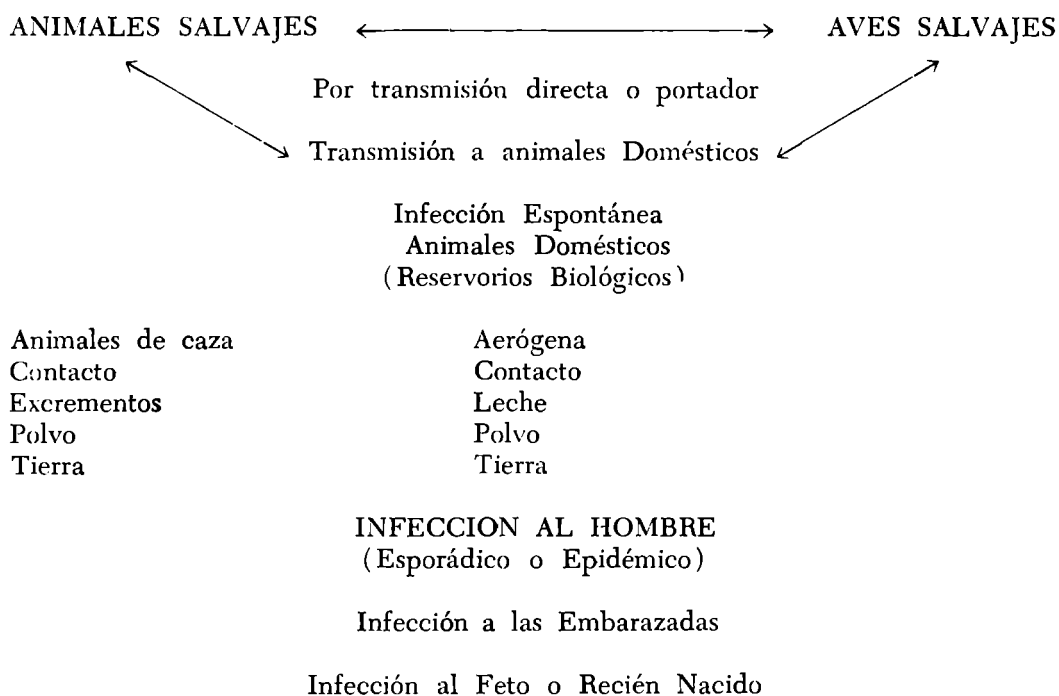 ANIMALES SALVAJES AVES SALVAJES
Por transmisión directa o portador
Transmisión a animales Domésticos
Infección Espontánea
Animales Domésticos
(Reservorios Biológicos)
Animales de caza Aerógena
Contacto Contacto
Excrementos Leche
Polvo Polvo
Tierra Tierra
INFECCION AL HOMBRE
(Esporádico o Epidémico)
Infección a las Embarazadas
Infección al Feto o Recién Nacido